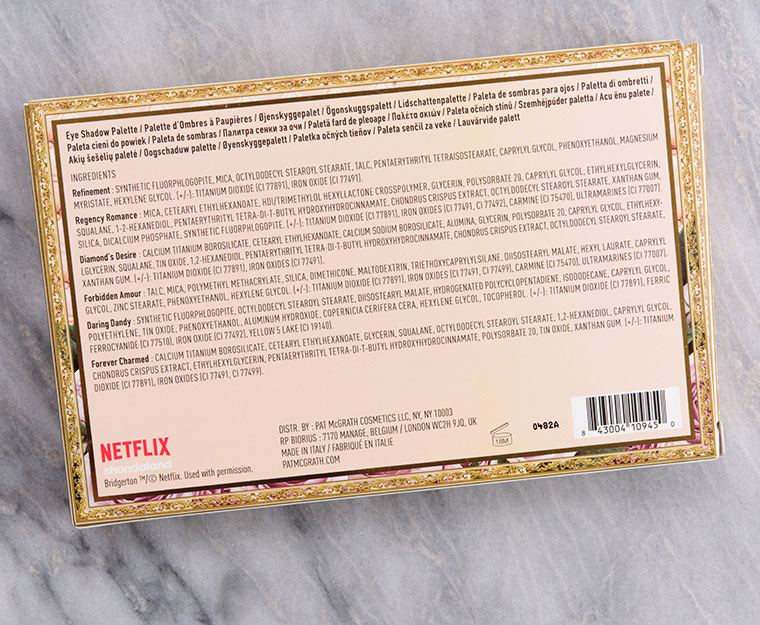 Eye Shadow Palette / Palette d'Ombres à Paupières / Øjenskyggepalet / Ögonskuggspalett / Lidschattenpalette / Paleta de sombras para ojos / Paletta di ombretti /
Paleta cieni do powiek / Paleta de sombras / Палитра сенки за очи / Paletă fard de pleoape / Παλέτα σκιών / Paleta očních stínů / Szemhéjpúder paletta / Acu ēnu palete /
Akių šešėlių paletė / Oogschaduw palette / Øyenskyggepalett / Paletka očných tieňov / Paleta senčil za veke / Lauvärvide palett
INGREDIENTS
Refinement : SYNTHETIC FLUORPHLOGOPITE, MICA, OCTYLDODECYL STEAROYL STEARATE, TALC, PENTAERYTHRITYL TETRAISOSTEARATE, CAPRYLYL GLYCOL, PHENOXYETHANOL, MAGNESIUM
MYRISTATE, HEXYLENE GLYCOL. (+/-): TITANIUM DIOXIDE (CI 77891), IRON OXIDE (CI 77491).
Regency Romance : MICA, CETEARYL ETHYLHEXANOATE, HDI/TRIMETHYLOL HEXYLLACTONE CROSSPOLYMER, GLYCERIN, POLYSORBATE 20, CAPRYLYL GLYCOL, ETHYLHEXYLGLYCERIN,
SQUALANE, 1,2-HEXANEDIOL, PENTAERYTHRITYL TETRA-DI-T-BUTYL HYDROXYHYDROCINNAMATE, CHONDRUS CRISPUS EXTRACT, OCTYLDODECYL STEAROYL STEARATE, XANTHAN GUM,
SILICA, DICALCIUM PHOSPHATE, SYNTHETIC FLUORPHLOGOPITE. (+/-): TITANIUM DIOXIDE (CI 77891), IRON OXIDES (CI 77491, CI 77492), CARMINE (CI 75470), ULTRAMARINES (CI 77007).
Diamond's Desire : CALCIUM TITANIUM BOROSILICATE, CETEARYL ETHYLHEXANOATE, CALCIUM SODIUM BOROSILICATE, ALUMINA, GLYCERIN, POLYSORBATE 20, CAPRYLYL GLYCOL, ETHYLHEXY-
LGLYCERIN, SQUALANE, TIN OXIDE, 1,2-HEXANEDIOL, PENTAERYTHRITYL TETRA-DI-T-BUTYL HYDROXYHYDROCINNAMATE, CHONDRUS CRISPUS EXTRACT, OCTYLDODECYL STEAROYL STEARATE,
XANTHAN GUM. (+/-): TITANIUM DIOXIDE (CI 77891), IRON OXIDES (CI 77491).
Forbidden Amour : TALC, MICA, POLYMETHYL METHACRYLATE, SILICA, DIMETHICONE, MALTODEXTRIN, TRIETHOXYCAPRYLYLSILANE, DIISOSTEARYL MALATE, HEXYL LAURATE, CAPRYLYL
GLYCOL, ZINC STEARATE, PHENOXYETHANOL, HEXYLENE GLYCOL. (+/-): TITANIUM DIOXIDE (CI 77891), IRON OXIDES (CI 77491, CI 77499), CARMINE (CI 75470), ULTRAMARINES (CI 77007).
Daring Dandy : SYNTHETIC FLUORPHLOGOPITE, OCTYLDODECYL STEAROYL STEARATE, DIISOSTEARYL MALATE, HYDROGENATED POLYCYCLOPENTADIENE, ISODODECANE, CAPRYLYL GLYCOL,
POLYETHYLENE, TIN OXIDE, PHENOXYETHANOL, ALUMINUM HYDROXIDE, COPERNICIA CERIFERA CERA, HEXYLENE GLYCOL, TOCOPHEROL. (+/-): TITANIUM DIOXIDE (CI 77891), FERRIC
FERROCYANIDE (CI 77510), IRON OXIDES (CI 77492), YELLOW 5 LAKE (CI 19140).
Forever Charmed : CALCIUM TITANIUM BOROSILICATE, CETEARYL ETHYLHEXANOATE, GLYCERIN, SQUALANE, OCTYLDODECYL STEAROYL STEARATE, 1,2-HEXANEDIOL, CAPRYLYL GLYCOL,
CHONDRUS CRISPUS EXTRACT, ETHYLHEXYLGLYCERIN, PENTAERYTHRITYL TETRA-DI-T-BUTYL HYDROXYHYDROCINNAMATE, POLYSORBATE 20, TIN OXIDE, XANTHAN GUM. (+/-): TITANIUM
DIOXIDE (CI 77891), IRON OXIDES (CI 77491, CI 77499).
NETFLIX
shondaland
Bridgerton ™/© Netflix. Used with permission.
DISTR. BY : PAT McGRATH COSMETICS LLC, NY, NY 10003
RP BIORIUS : 7170 MANAGE, BELGIUM / LONDON WC2H 9JQ, UK
MADE IN ITALY / FABRIQUÉ EN ITALIE
PATMCGRATH.COM
18M
0482A
8 43004 10945 0